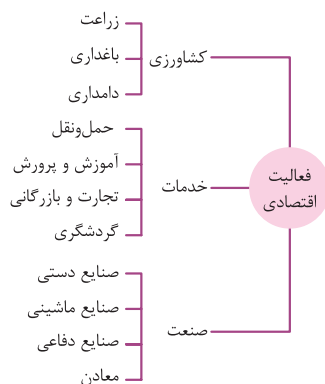 فعالیت
اقتصادی
کشاورزی
زراعت
باغداری
دامداری
خدمات
حمل‌ونقل
آموزش و پرورش
تجارت و بازرگانی
گردشگری
صنعت
صنایع دستی
صنایع ماشینی
صنایع دفاعی
معادن